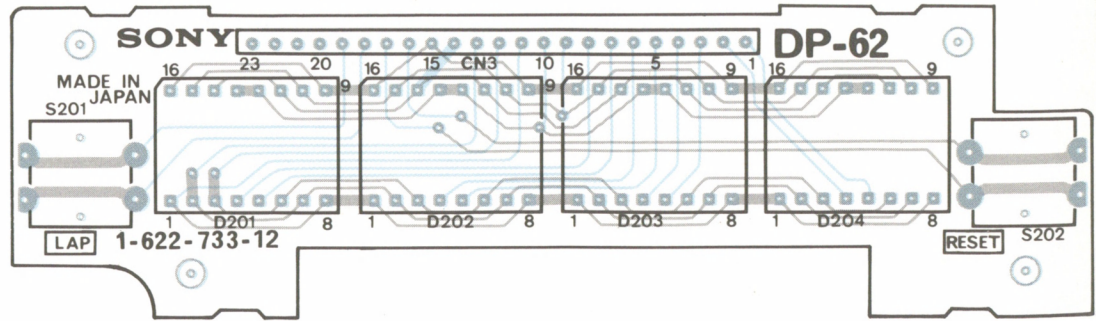 SONY
DP-62
23 20 15 CN3 10 5 1
MADE IN
JAPAN
16 9 16 9 16 9 16 9
S201
1 D201 8 1 D202 8 1 D203 8 1 D204 8
S202
LAP
1-622-733-12
RESET